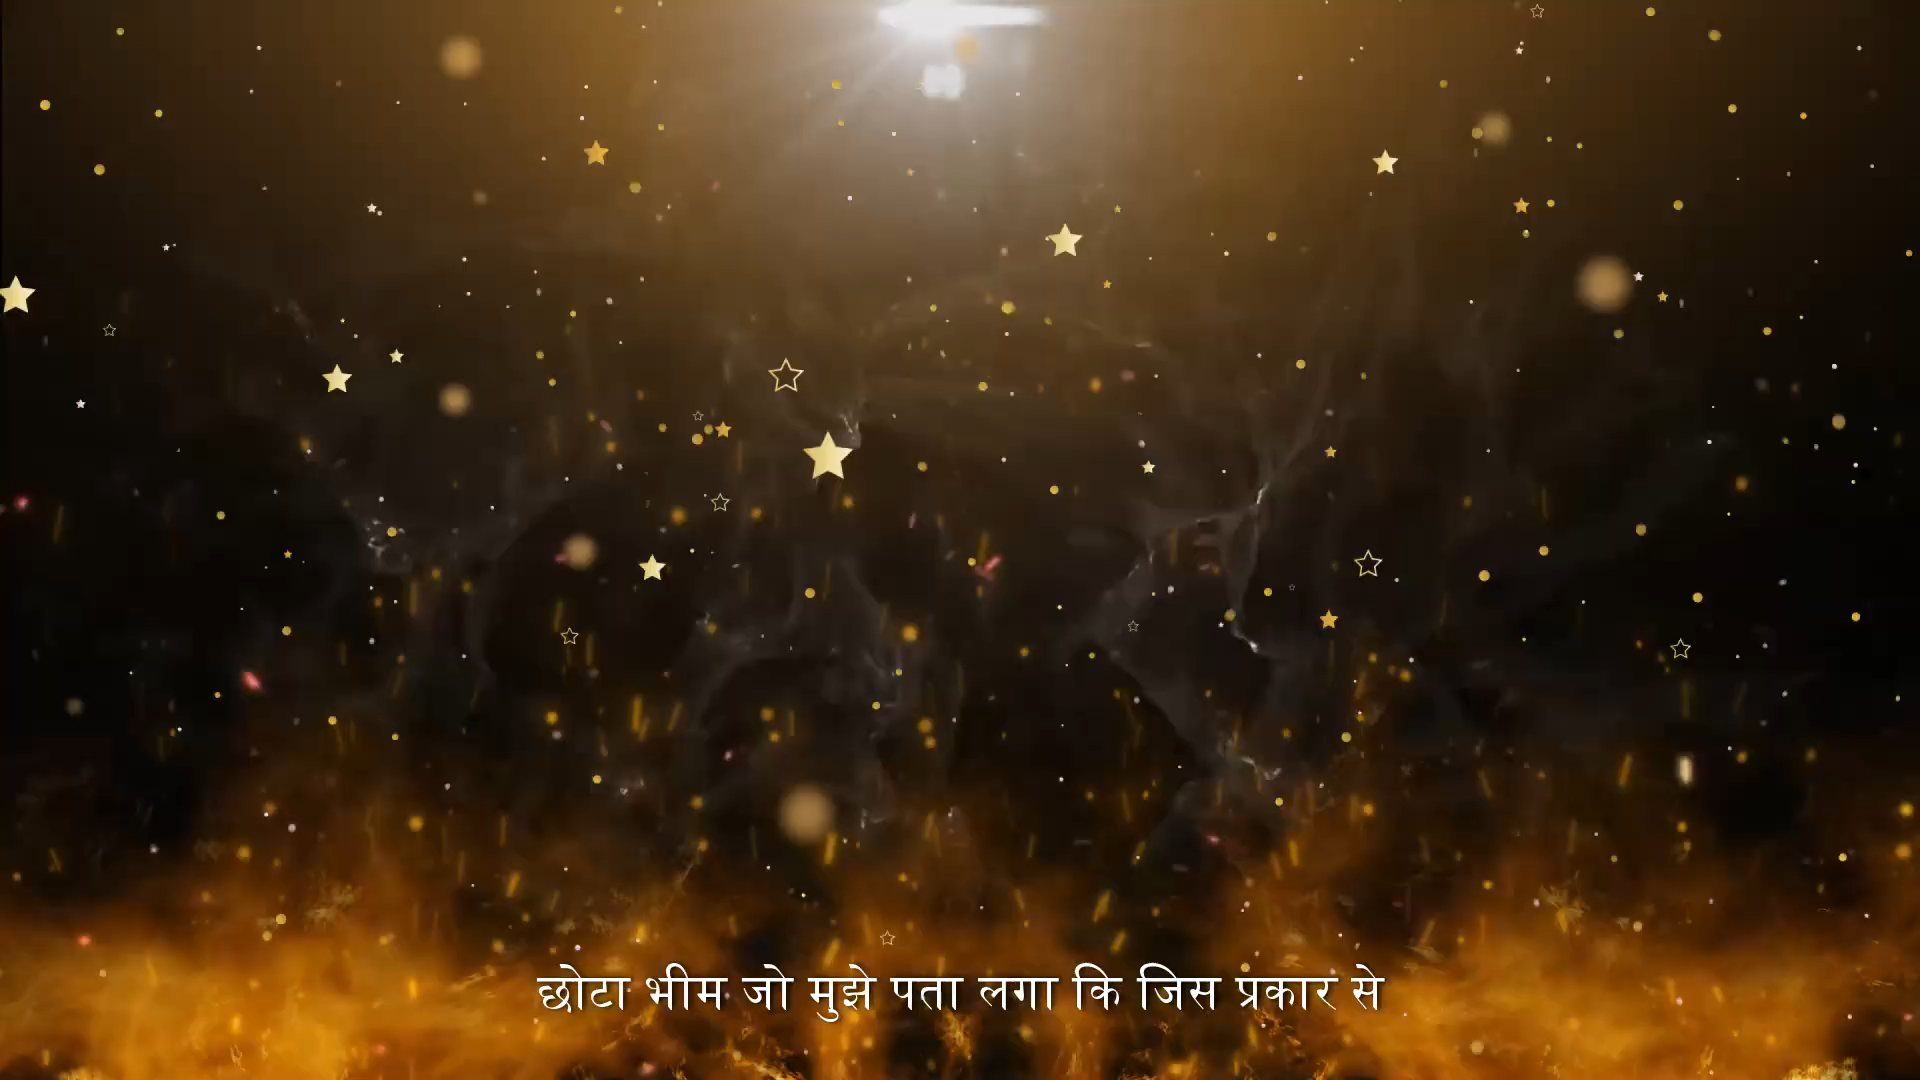 छोटा भीम जो मुझे पता लगा कि जिस प्रकार से